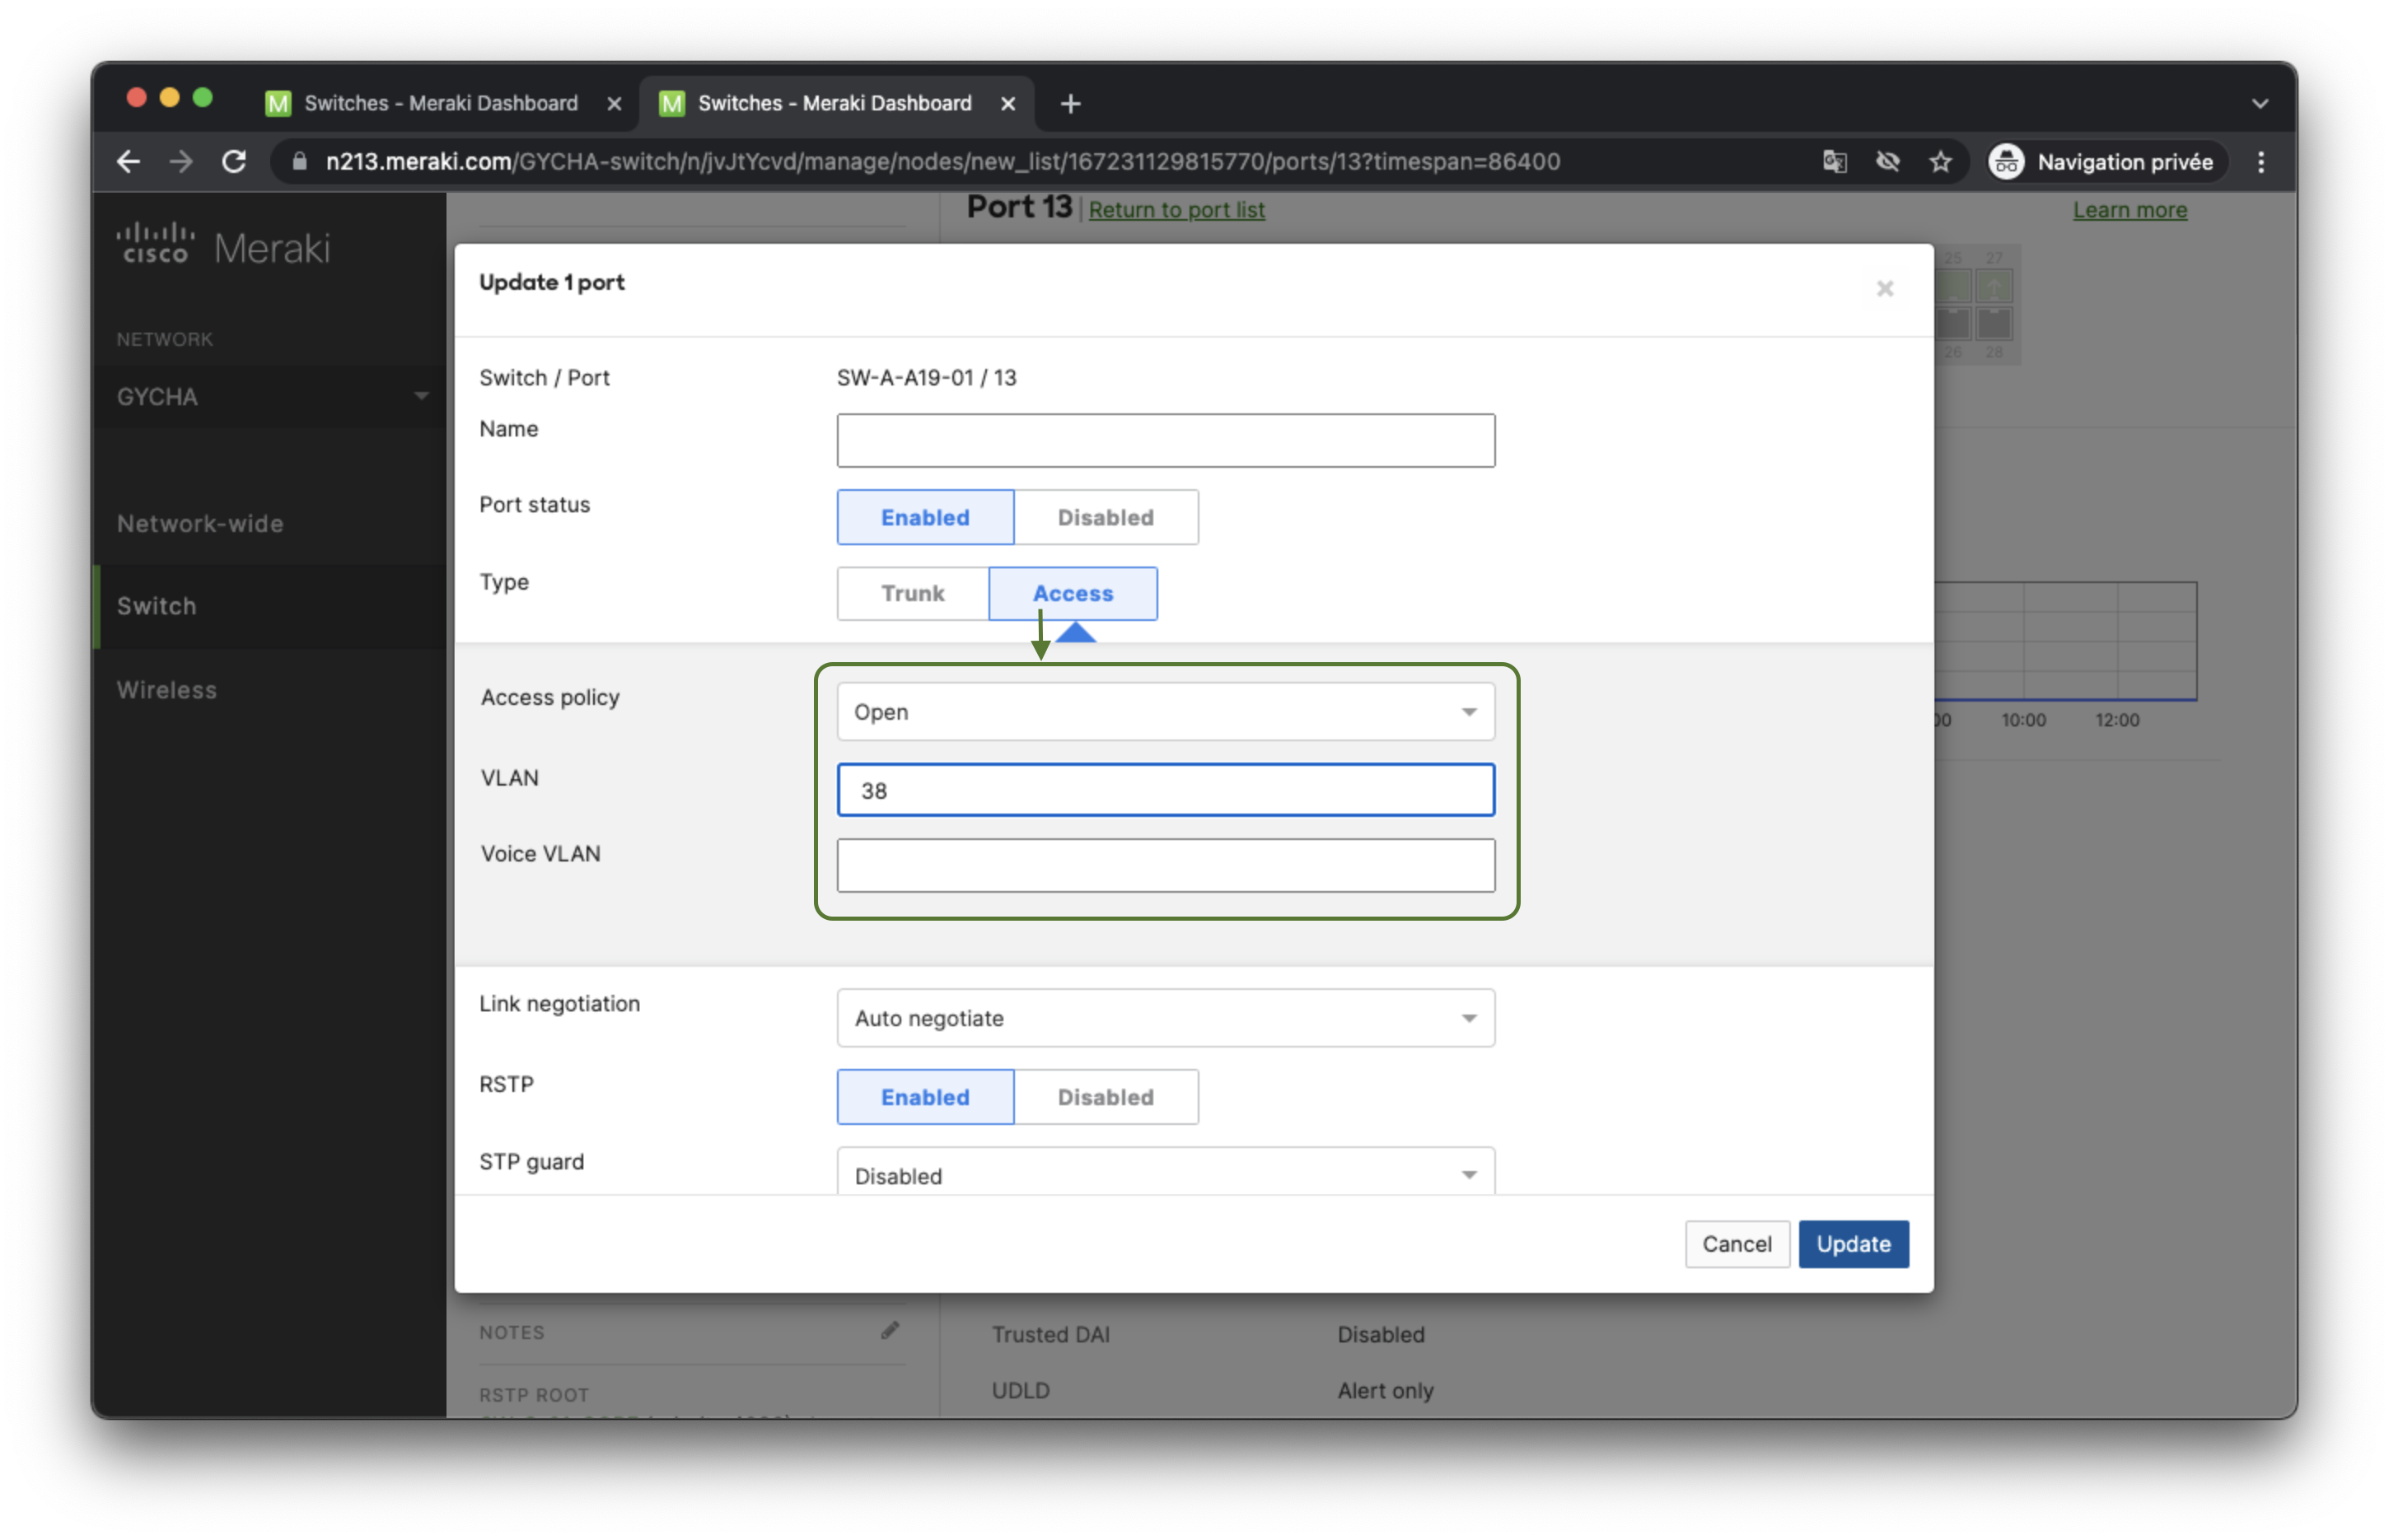 Switches - Meraki Dashboard
Switches - Meraki Dashboard
n213.meraki.com/GYCHA-switch/n/jvJtYcvd/manage/nodes/new_list/167231129815770/ports/13?timespan=86400
Navigation privée
CISCO Meraki
NETWORK
GYCHA
Network-wide
Switch
Wireless
Port 13 | Return to port list
Learn more
25 27
26 28
Update 1 port
Switch / Port SW-A-A19-01 / 13
Name
Port status Enabled Disabled
Type Trunk Access
Access policy Open
VLAN 38
Voice VLAN
10:00 12:00
Link negotiation Auto negotiate
RSTP Enabled Disabled
STP guard Disabled
Cancel Update
NOTES
RSTP ROOT
Trusted DAI Disabled
UDLD Alert only